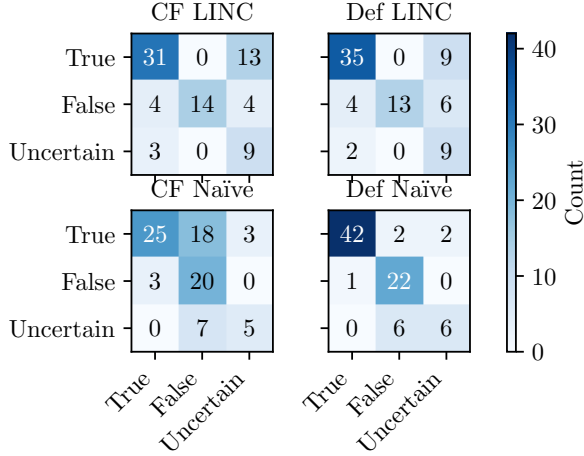 CF LINC
Def LINC
True
31 0 13
35 0 9
False
4 14 4
4 13 6
Uncertain
3 0 9
2 0 9
CF Naïve
Def Naïve
True
25 18 3
42 2 2
False
3 20 0
1 22 0
Uncertain
0 7 5
0 6 6
True
False
Uncertain
True
False
Uncertain
40
30
20
10
0
Count